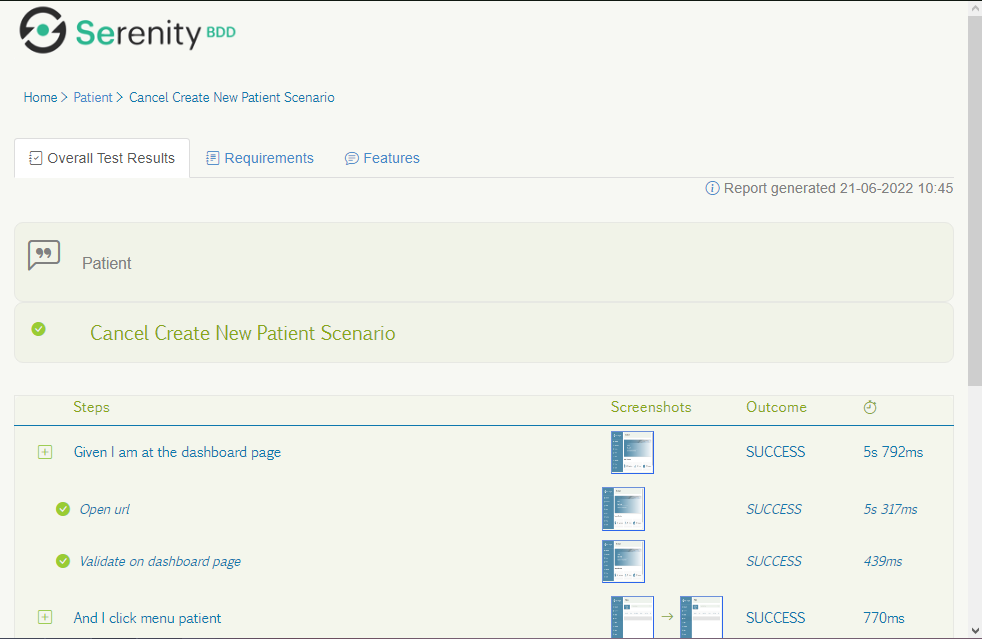 Serenity BDD
Home > Patient > Cancel Create New Patient Scenario
Overall Test Results Requirements Features
Report generated 21-06-2022 10:45
Patient
Cancel Create New Patient Scenario
Steps Screenshots Outcome
Given I am at the dashboard page SUCCESS 5s 792ms
Open url SUCCESS 5s 317ms
Validate on dashboard page SUCCESS 439ms
And I click menu patient SUCCESS 770ms